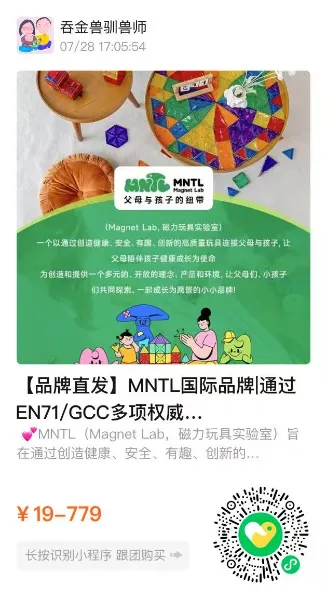 吞金兽驯兽师
07/28 17:05:54
MNTL MNTL
Magnet Lab
父母与孩子的纽带
（Magnet Lab, 磁力玩具实验室）
一个以通过创造健康、安全、有趣、创新的高质量玩具连接父母与孩子, 让
父母陪伴孩子健康成长为使命
为创造和提供一个多元的、开放的理念、产品和环境, 让父母们, 小孩子
们共同探索、一起成长为愿景的小小品牌!
【品牌直发】MNTL国际品牌|通过
EN71/GCC多项权威...
💕MNTL（Magnet Lab，磁力玩具实验室）旨
在通过创造健康、安全、有趣、创新的...
¥19-779
长按识别小程序 跟团购买